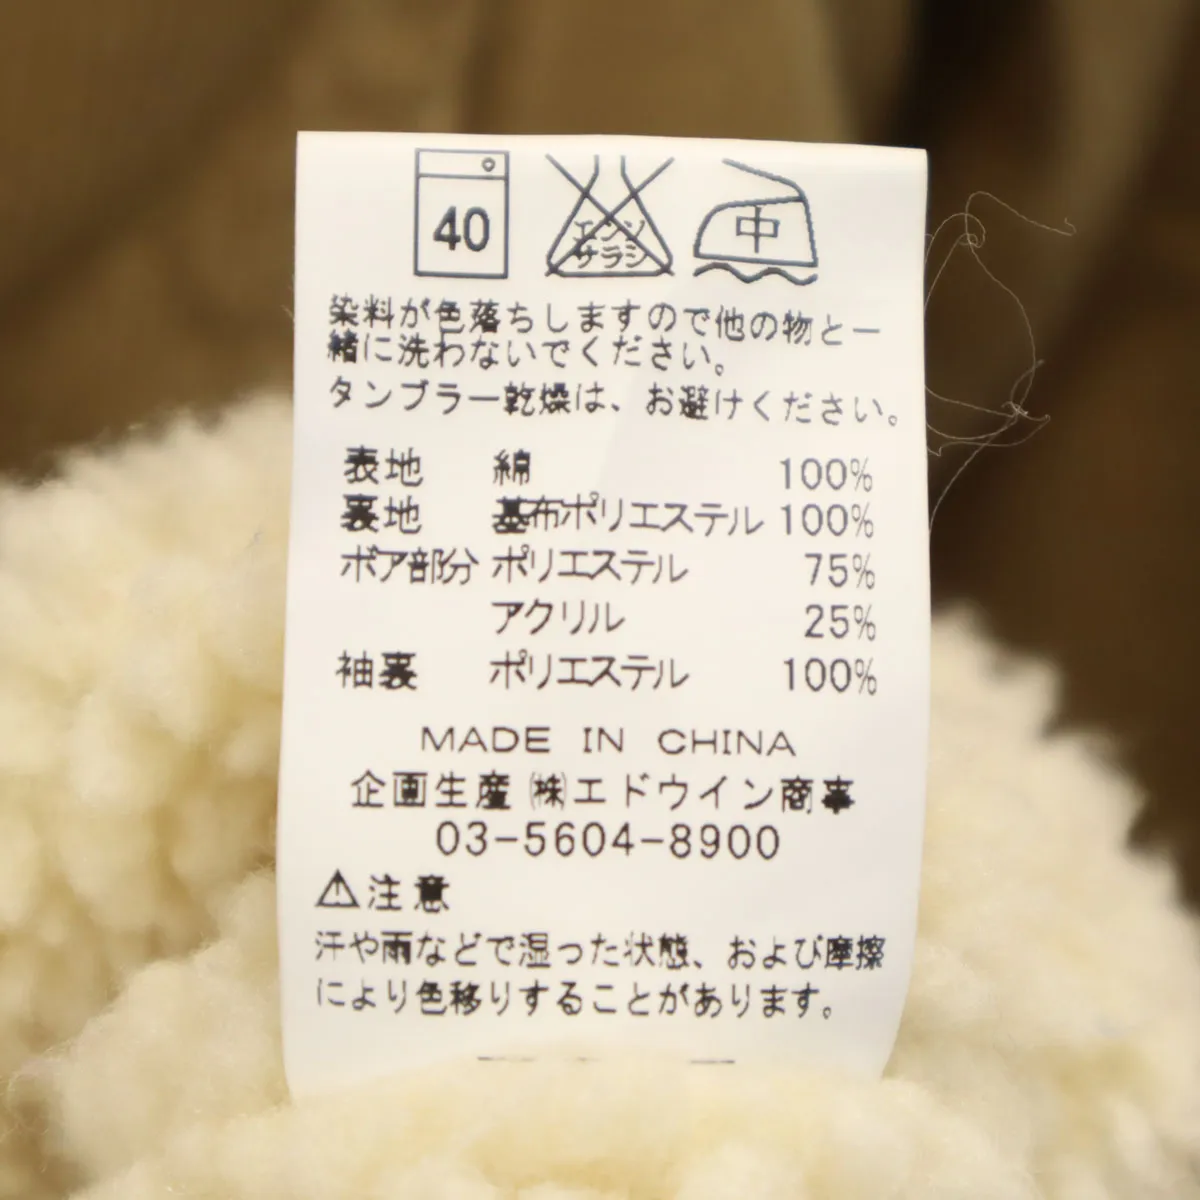 40
エンソ
サラシ
中
染料が色落ちしますので他の物と一
緒に洗わないでください。
タンブラー乾燥は、お避けください。
表地 綿 100%
裏地 基布ポリエステル 100%
ボア部分 ポリエステル 75%
アクリル 25%
袖裏 ポリエステル 100%
MADE IN CHINA
企画生産 ㈱エドウイン商事
03-5604-8900
⚠注意
汗や雨などで湿った状態、および摩擦
により色移りすることがあります。